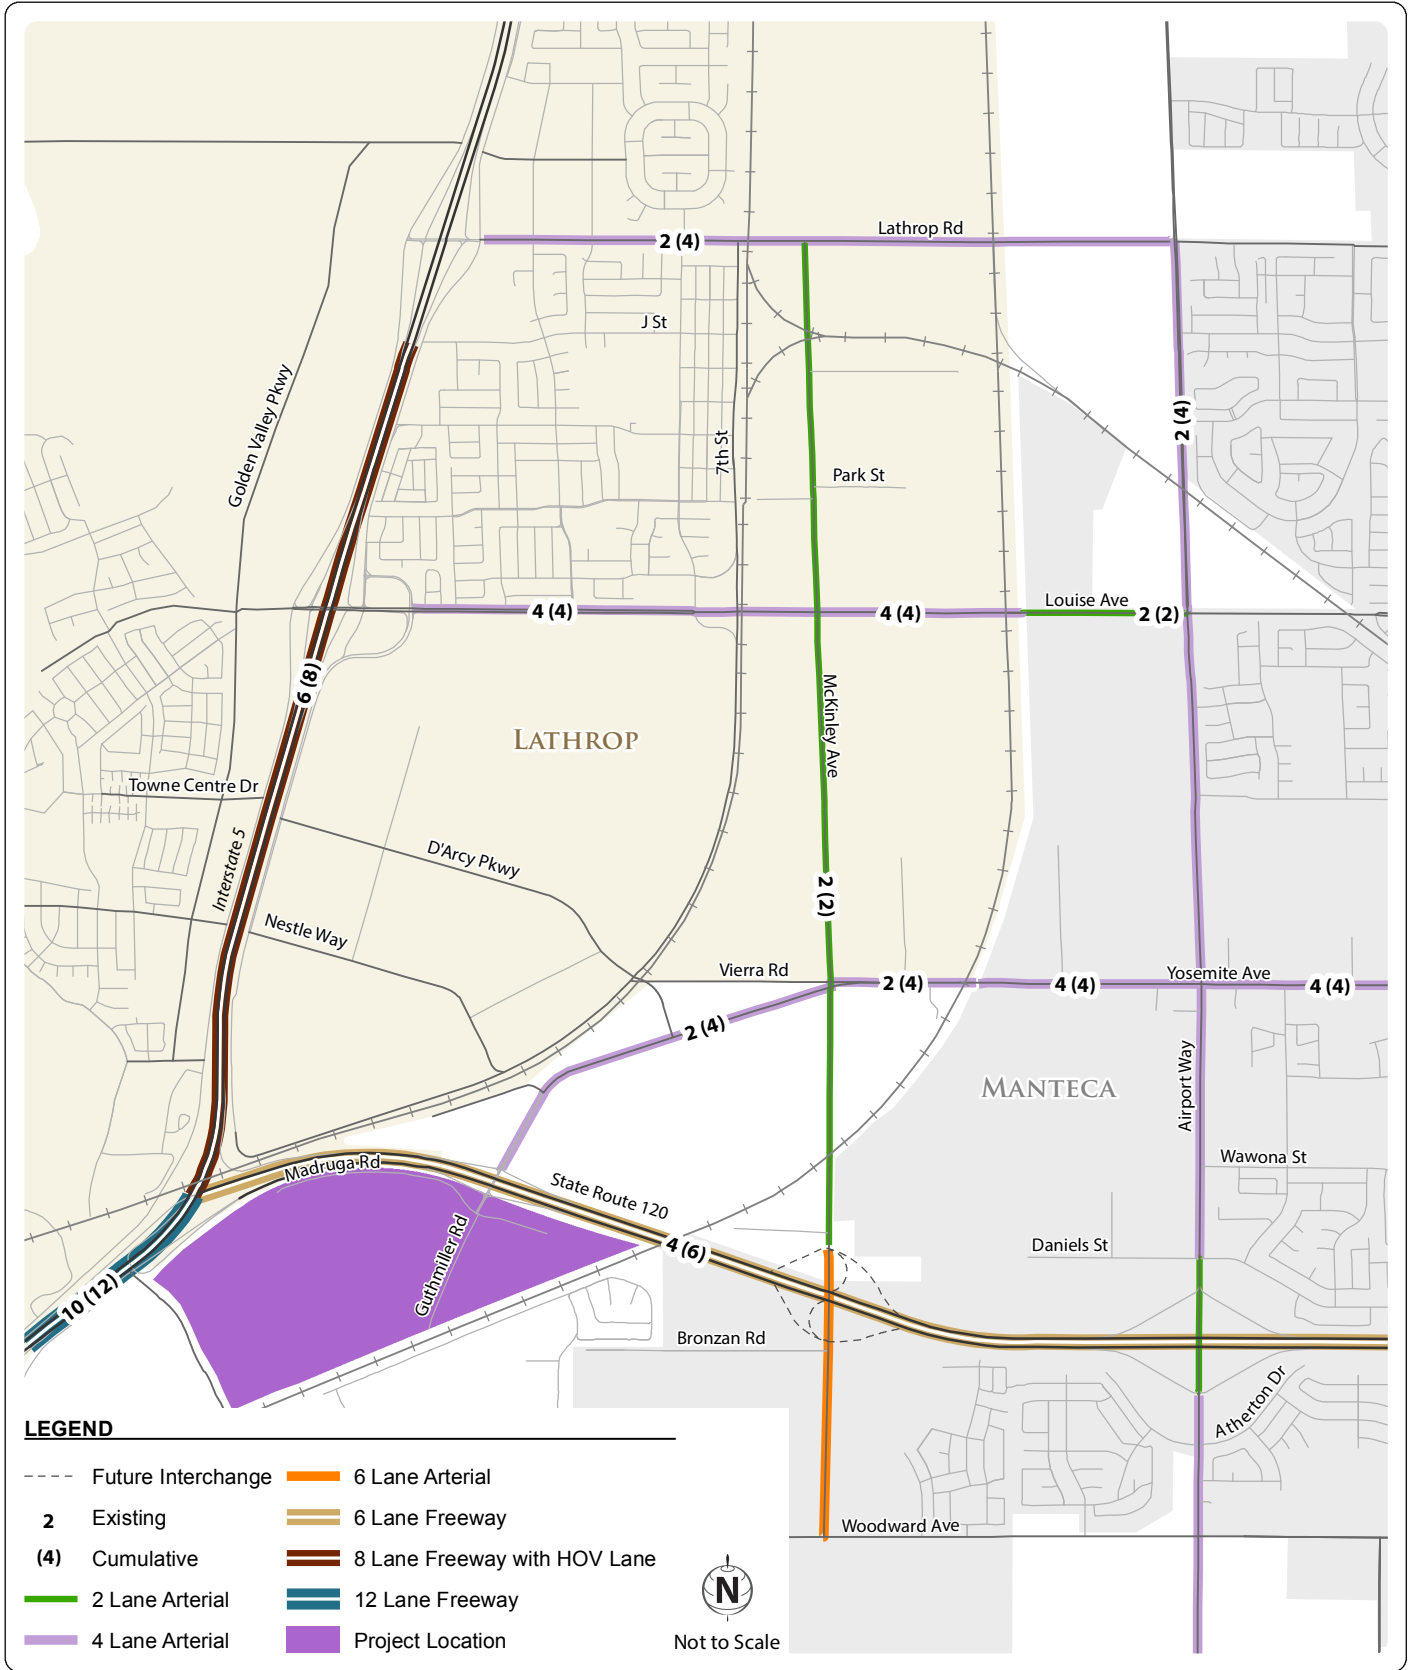 Lathrop Rd
2 (4)
J St
Golden Valley Pkwy
2 (4)
7th St
Park St
Louise Ave
4 (4)
4 (4)
2 (2)
6 (8)
McKinley Ave
LATHROP
Towne Centre Dr
Interstate 5
D'Arcy Pkwy
2 (2)
Nestle Way
Vierra Rd
Yosemite Ave
2 (4)
4 (4)
4 (4)
2 (4)
Airport Way
MANTECA
Wawona St
Madruga Rd
State Route 120
Guthmiller Rd
4 (6)
Daniels St
10 (12)
Bronzan Rd
Atherton Dr
Woodward Ave
LEGEND
Future Interchange
6 Lane Arterial
2
Existing
6 Lane Freeway
(4)
Cumulative
8 Lane Freeway with HOV Lane
2 Lane Arterial
12 Lane Freeway
4 Lane Arterial
Project Location
N
Not to Scale